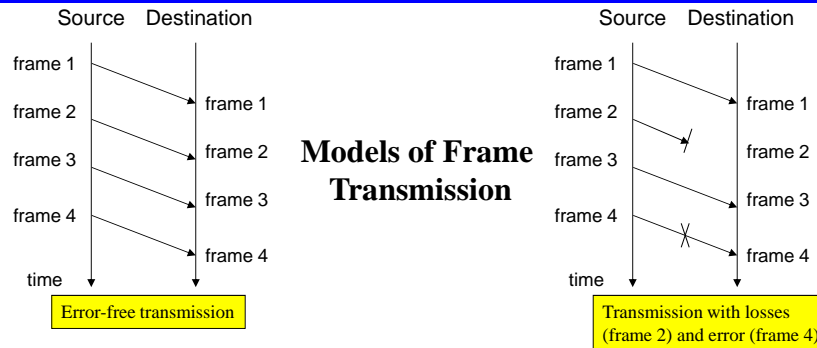 Source Destination
frame 1
frame 1
frame 2
frame 2
frame 3
frame 3
frame 4
frame 4
time
Error-free transmission
Models of Frame
Transmission
Source Destination
frame 1
frame 1
frame 2
frame 2
frame 3
frame 3
frame 4
frame 4
time
Transmission with losses
(frame 2) and error (frame 4)